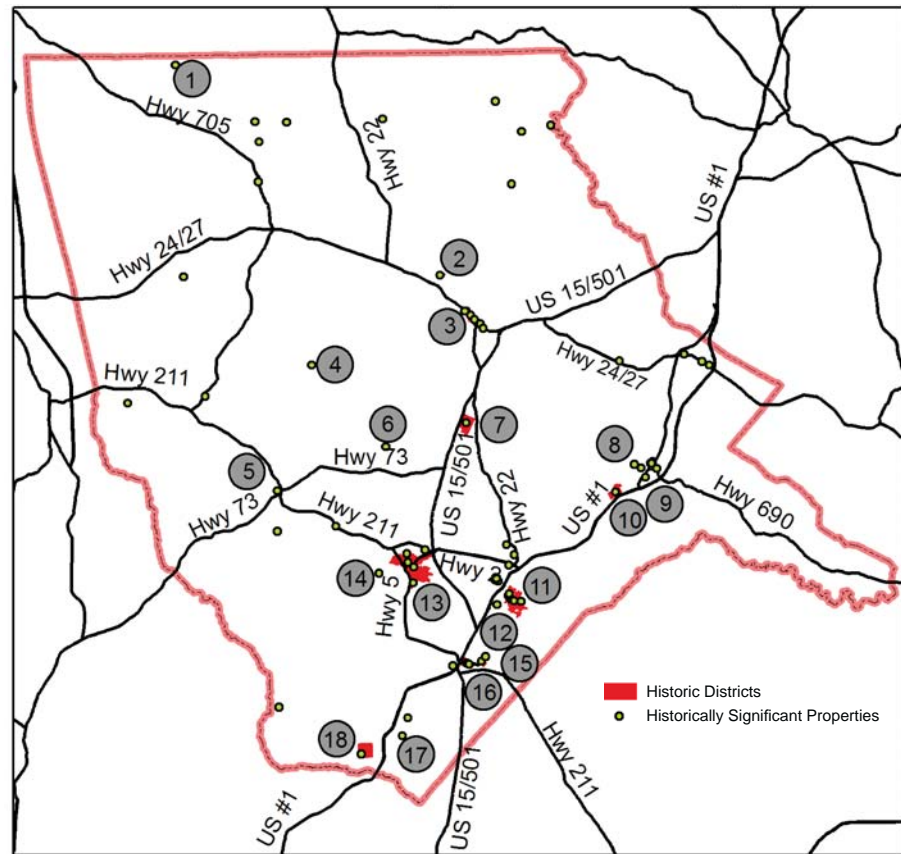 1
Hwy 705
Hwy 22
US #1
Hwy 24/27
2
US 15/501
3
Hwy 24/27
Hwy 211
4
6
7
8
5
Hwy 73
US 15/501
Hwy 22
US #1
10
9
Hwy 690
Hwy 73
Hwy 211
Hwy 2
14
Hwy 5
13
11
12
15
16
Historic Districts
Historically Significant Properties
18
17
US #1
US 15/501
Hwy 211